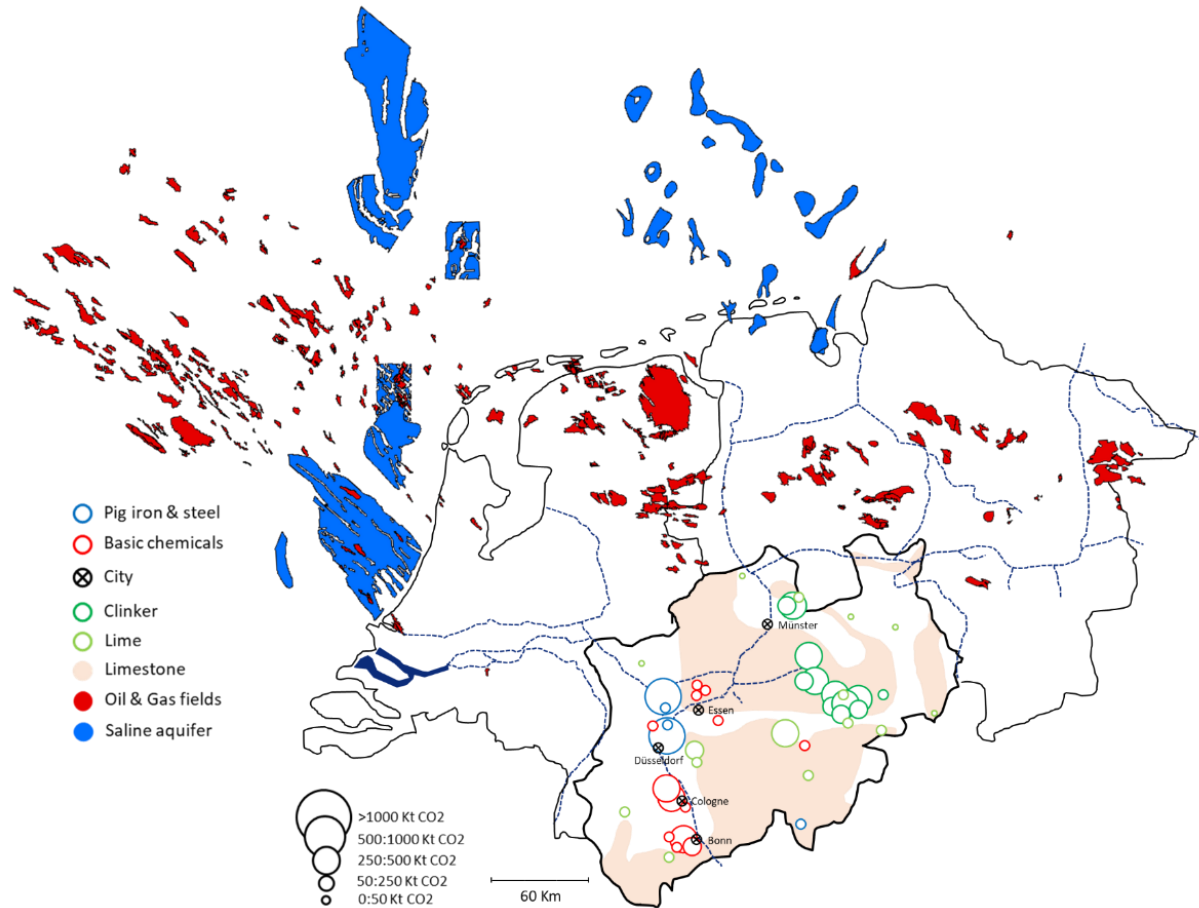 Pig iron & steel
Basic chemicals
City
Clinker
Lime
Limestone
Oil & Gas fields
Saline aquifer
Münster
Essen
Düsseldorf
Cologne
Bonn
>1000 Kt CO2
500:1000 Kt CO2
250:500 Kt CO2
50:250 Kt CO2
0:50 Kt CO2
60 Km